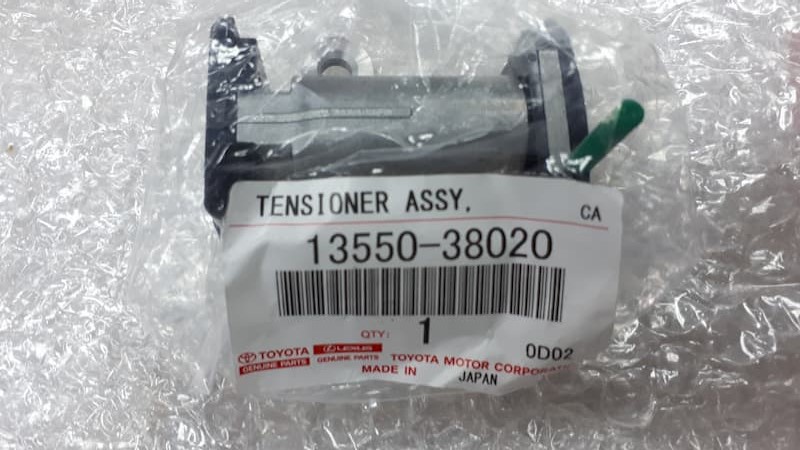 TENSIONER ASSY.
CA
13550-38020
QTY: 1
0D02
TOYOTA LEXUS
GENUINE PARTS GENUINE PARTS
TOYOTA MOTOR CORPORAT
MADE IN JAPAN